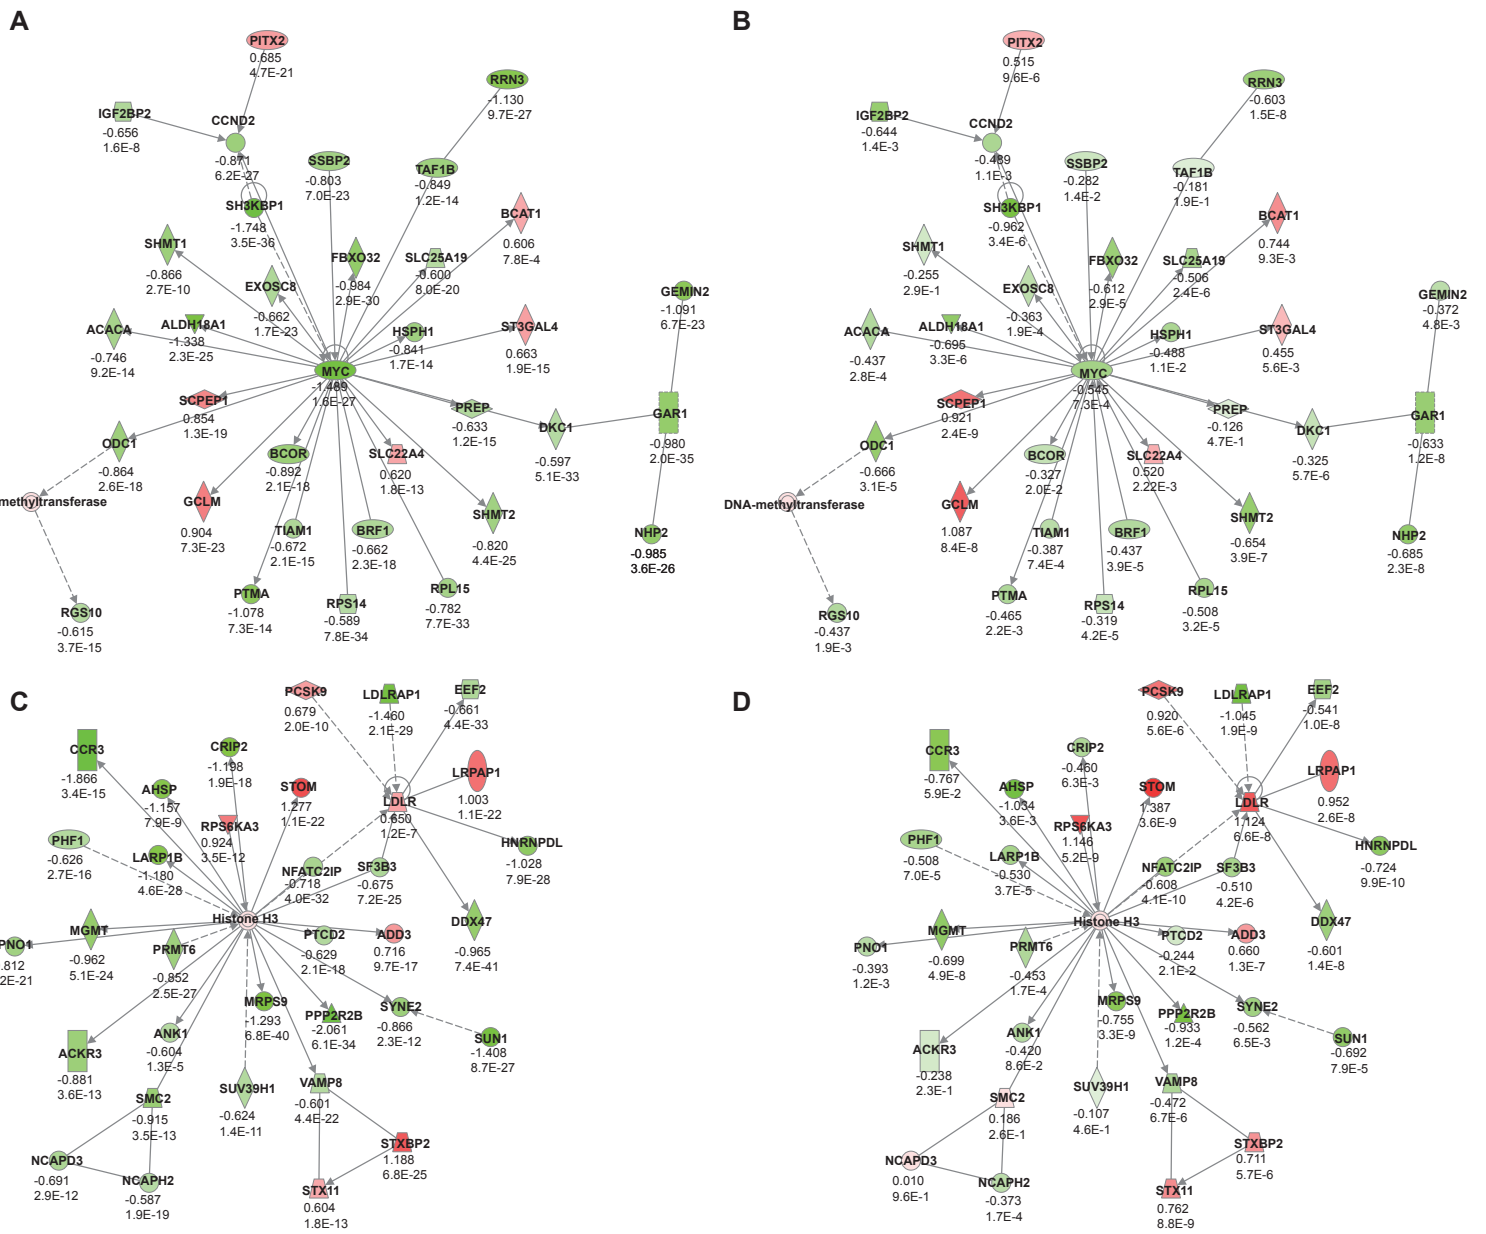 A
PITX2
0.685
4.7E-21
RRN3
-1.130
9.7E-27
IGF2BP2
-0.656
1.6E-8
CCND2
-0.871
6.2E-27
SSBP2
-0.803
7.0E-23
TAF1B
-0.849
1.2E-14
SH3KBP1
-1.748
3.5E-36
BCAT1
0.606
7.8E-4
SHMT1
-0.866
2.7E-10
FBXO32
-0.984
2.9E-30
SLC25A19
-0.600
8.0E-20
EXOSC8
-0.662
1.7E-23
GEMIN2
-1.091
6.7E-23
ACACA
-0.746
9.2E-14
ALDH18A1
-1.338
2.3E-25
HSPH1
-0.841
1.7E-14
ST3GAL4
0.663
1.9E-15
MYC
-1.489
1.6E-27
SCPEP1
0.854
1.3E-19
PREP
-0.633
1.2E-15
DKC1
-0.597
5.1E-33
GAR1
-0.980
2.0E-35
ODC1
-0.864
2.6E-18
BCOR
-0.892
2.1E-18
SLC22A4
0.620
1.8E-13
methyltransferase
GCLM
0.904
7.3E-23
TIAM1
-0.672
2.1E-15
BRF1
-0.662
2.3E-18
SHMT2
-0.820
4.4E-25
NHP2
-0.985
3.6E-26
PTMA
-1.078
7.3E-14
RPS14
-0.589
7.8E-34
RPL15
-0.782
7.7E-33
RGS10
-0.615
3.7E-15
B
PITX2
0.515
9.6E-6
RRN3
-0.603
1.5E-8
IGF2BP2
-0.644
1.4E-3
CCND2
-0.489
1.1E-3
SSBP2
-0.282
1.4E-2
TAF1B
-0.181
1.9E-1
SH3KBP1
-0.962
3.4E-6
BCAT1
0.744
9.3E-3
SHMT1
-0.255
2.9E-1
FBXO32
-0.612
2.9E-5
SLC25A19
-0.506
2.4E-6
EXOSC8
-0.363
1.9E-4
GEMIN2
-0.372
4.8E-3
ACACA
-0.437
2.8E-4
ALDH18A1
-0.695
3.3E-6
HSPH1
-0.488
1.1E-2
ST3GAL4
0.455
5.6E-3
MYC
-0.545
7.3E-4
SCPEP1
0.921
2.4E-9
PREP
-0.126
4.7E-1
DKC1
-0.325
5.7E-6
GAR1
-0.633
1.2E-8
ODC1
-0.666
3.1E-5
BCOR
-0.327
2.0E-2
SLC22A4
0.520
2.22E-3
DNA-methyltransferase
GCLM
1.087
8.4E-8
TIAM1
-0.387
7.4E-4
BRF1
-0.437
3.9E-5
SHMT2
-0.654
3.9E-7
NHP2
-0.685
2.3E-8
PTMA
-0.465
2.2E-3
RPS14
-0.319
4.2E-5
RPL15
-0.508
3.2E-5
RGS10
-0.437
1.9E-3
C
PCSK9
0.679
2.0E-10
LDLRAP1
-1.460
2.1E-29
EEF2
-0.661
4.4E-33
CCR3
-1.866
3.4E-15
CRIP2
-1.198
1.9E-18
AHSP
-1.157
7.9E-9
STOM
1.277
1.1E-22
LRPAP1
1.003
1.1E-22
LDLR
0.650
1.2E-7
RPS6KA3
0.924
3.5E-12
PHF1
-0.626
2.7E-16
LARP1B
-1.180
4.6E-28
NFATC2IP
-0.718
4.0E-32
SF3B3
-0.675
7.2E-25
HNRNPDL
-1.028
7.9E-28
Histone H3
MGMT
-0.962
5.1E-24
PNO1
.812
2E-21
PRMT6
-0.852
2.5E-27
PTCD2
-0.629
2.1E-18
ADD3
0.716
9.7E-17
DDX47
-0.965
7.4E-41
MRPS9
-1.293
6.8E-40
PPP2R2B
-2.061
6.1E-34
SYNE2
-0.866
2.3E-12
SUN1
-1.408
8.7E-27
ACKR3
-0.881
3.6E-13
ANK1
-0.604
1.3E-5
SUV39H1
-0.624
1.4E-11
VAMP8
-0.601
4.4E-22
SMC2
-0.915
3.5E-13
STXBP2
1.188
6.8E-25
NCAPD3
-0.691
2.9E-12
NCAPH2
-0.587
1.9E-19
STX11
0.604
1.8E-13
D
PCSK9
0.920
5.6E-6
LDLRAP1
-1.045
1.9E-9
EEF2
-0.541
1.0E-8
CCR3
-0.767
5.9E-2
CRIP2
-0.460
6.3E-3
AHSP
-1.034
3.6E-3
STOM
1.387
3.6E-9
LRPAP1
0.952
2.6E-8
LDLR
1.124
6.6E-8
RPS6KA3
1.146
5.2E-9
PHF1
-0.508
7.0E-5
LARP1B
-0.530
3.7E-5
NFATC2IP
-0.608
4.1E-10
SF3B3
-0.510
4.2E-6
HNRNPDL
-0.724
9.9E-10
Histone H3
MGMT
-0.699
4.9E-8
PNO1
-0.393
1.2E-3
PRMT6
-0.453
1.7E-4
PTCD2
-0.244
2.1E-2
ADD3
0.660
1.3E-7
DDX47
-0.601
1.4E-8
MRPS9
-0.755
3.3E-9
PPP2R2B
-0.933
1.2E-4
SYNE2
-0.562
6.5E-3
SUN1
-0.692
7.9E-5
ACKR3
-0.238
2.3E-1
ANK1
-0.420
8.6E-2
SUV39H1
-0.107
4.6E-1
VAMP8
-0.472
6.7E-6
SMC2
0.186
2.6E-1
STXBP2
0.711
5.7E-6
NCAPD3
0.010
9.6E-1
NCAPH2
-0.373
1.7E-4
STX11
0.762
8.8E-9